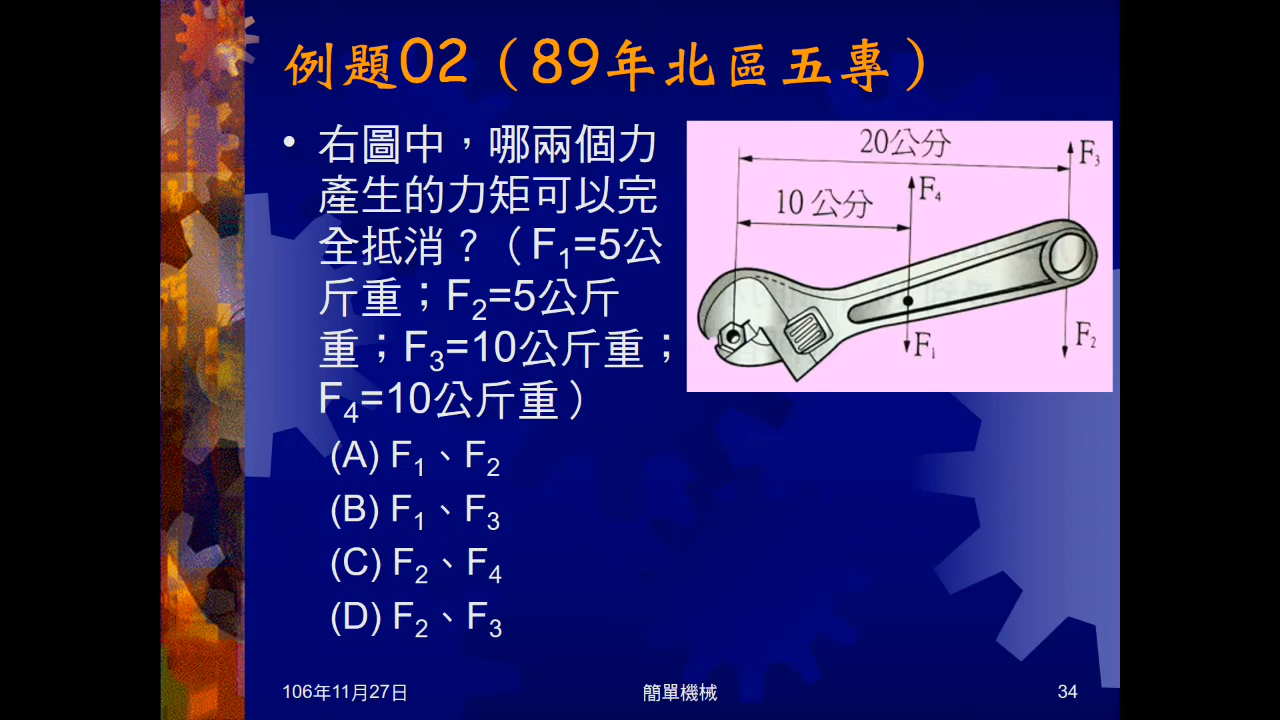 例題02（89年北區五專）
• 右圖中，哪兩個力
產生的力矩可以完
全抵消？（F₁=5公
斤重；F₂=5公斤
重；F₃=10公斤重；
F₄=10公斤重）
(A) F₁、F₂
(B) F₁、F₃
(C) F₂、F₄
(D) F₂、F₃
20公分
F₃
10公分
F₄
F₁
F₂
106年11月27日
簡單機械
34